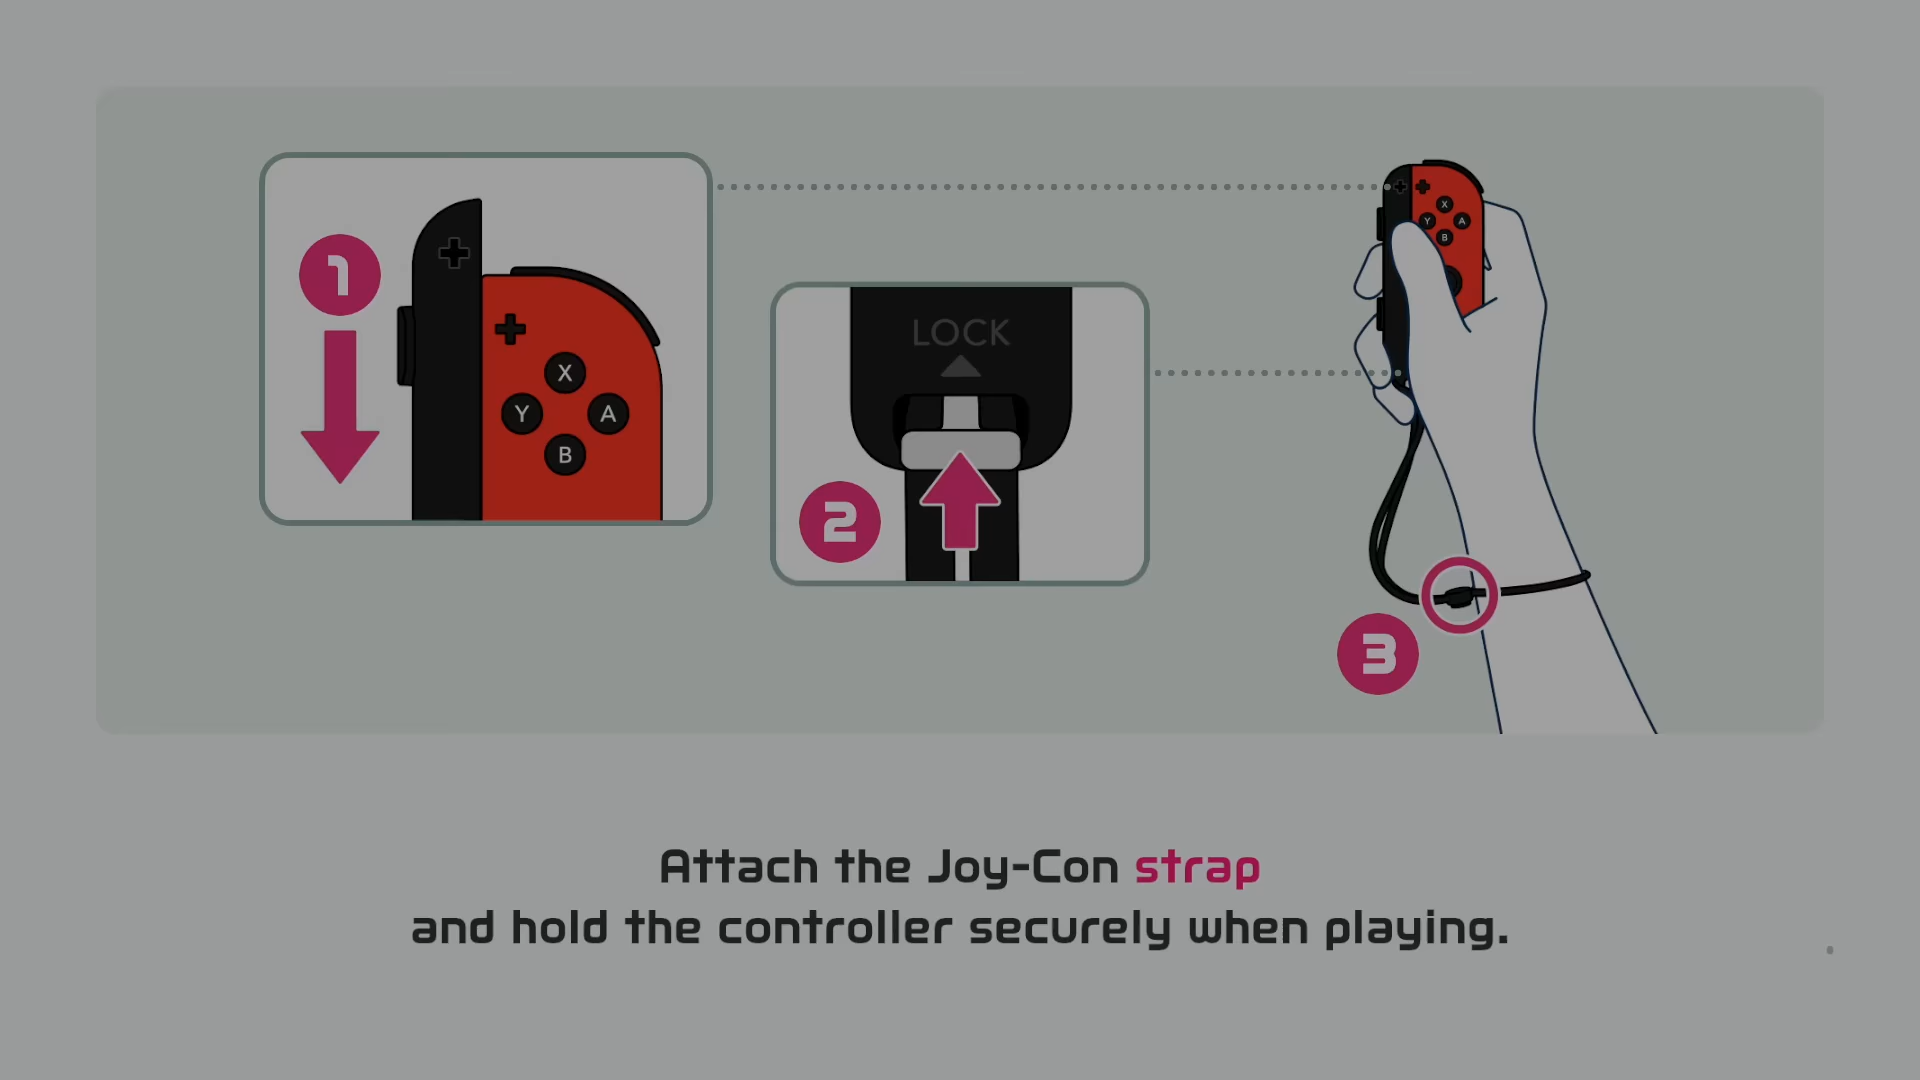 1
X
Y
A
B
LOCK
2
X
Y
A
B
3
Attach the Joy-Con strap
and hold the controller securely when playing.